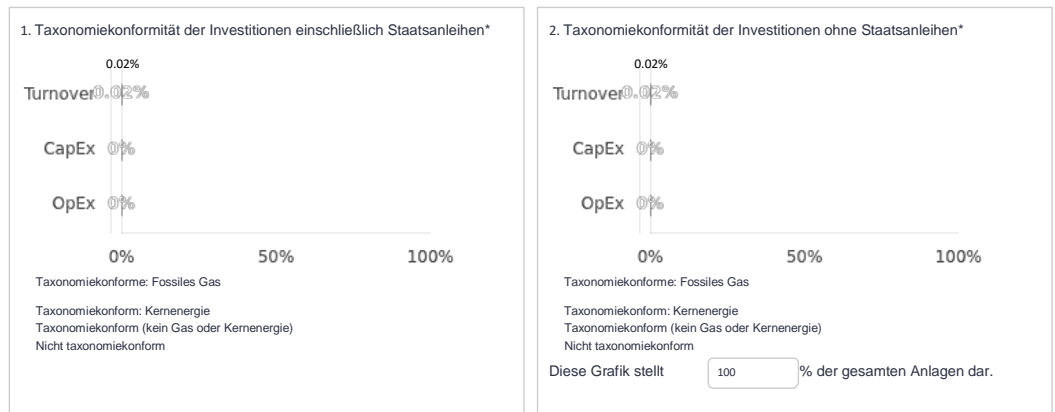 1. Taxonomiekonformität der Investitionen einschließlich Staatsanleihen*
0.02%
Turnover 0.02%
CapEx 0%
OpEx 0%
0% 50% 100%
Taxonomiekonforme: Fossiles Gas
Taxonomiekonform: Kernenergie
Taxonomiekonform (kein Gas oder Kernenergie)
Nicht taxonomiekonform
2. Taxonomiekonformität der Investitionen ohne Staatsanleihen*
0.02%
Turnover 0.02%
CapEx 0%
OpEx 0%
0% 50% 100%
Taxonomiekonforme: Fossiles Gas
Taxonomiekonform: Kernenergie
Taxonomiekonform (kein Gas oder Kernenergie)
Nicht taxonomiekonform
Diese Grafik stellt 100 % der gesamten Anlagen dar.